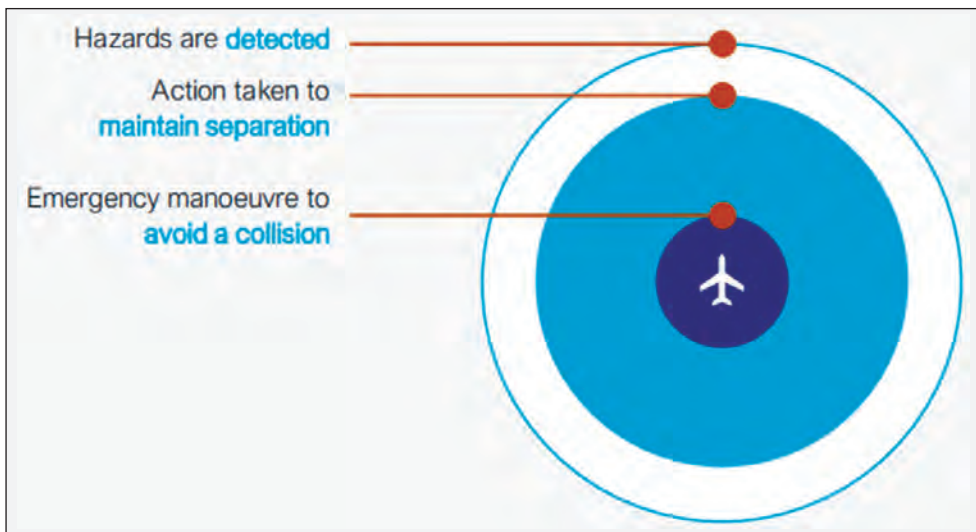 Hazards are detected
Action taken to
maintain separation
Emergency manoeuvre to
avoid a collision